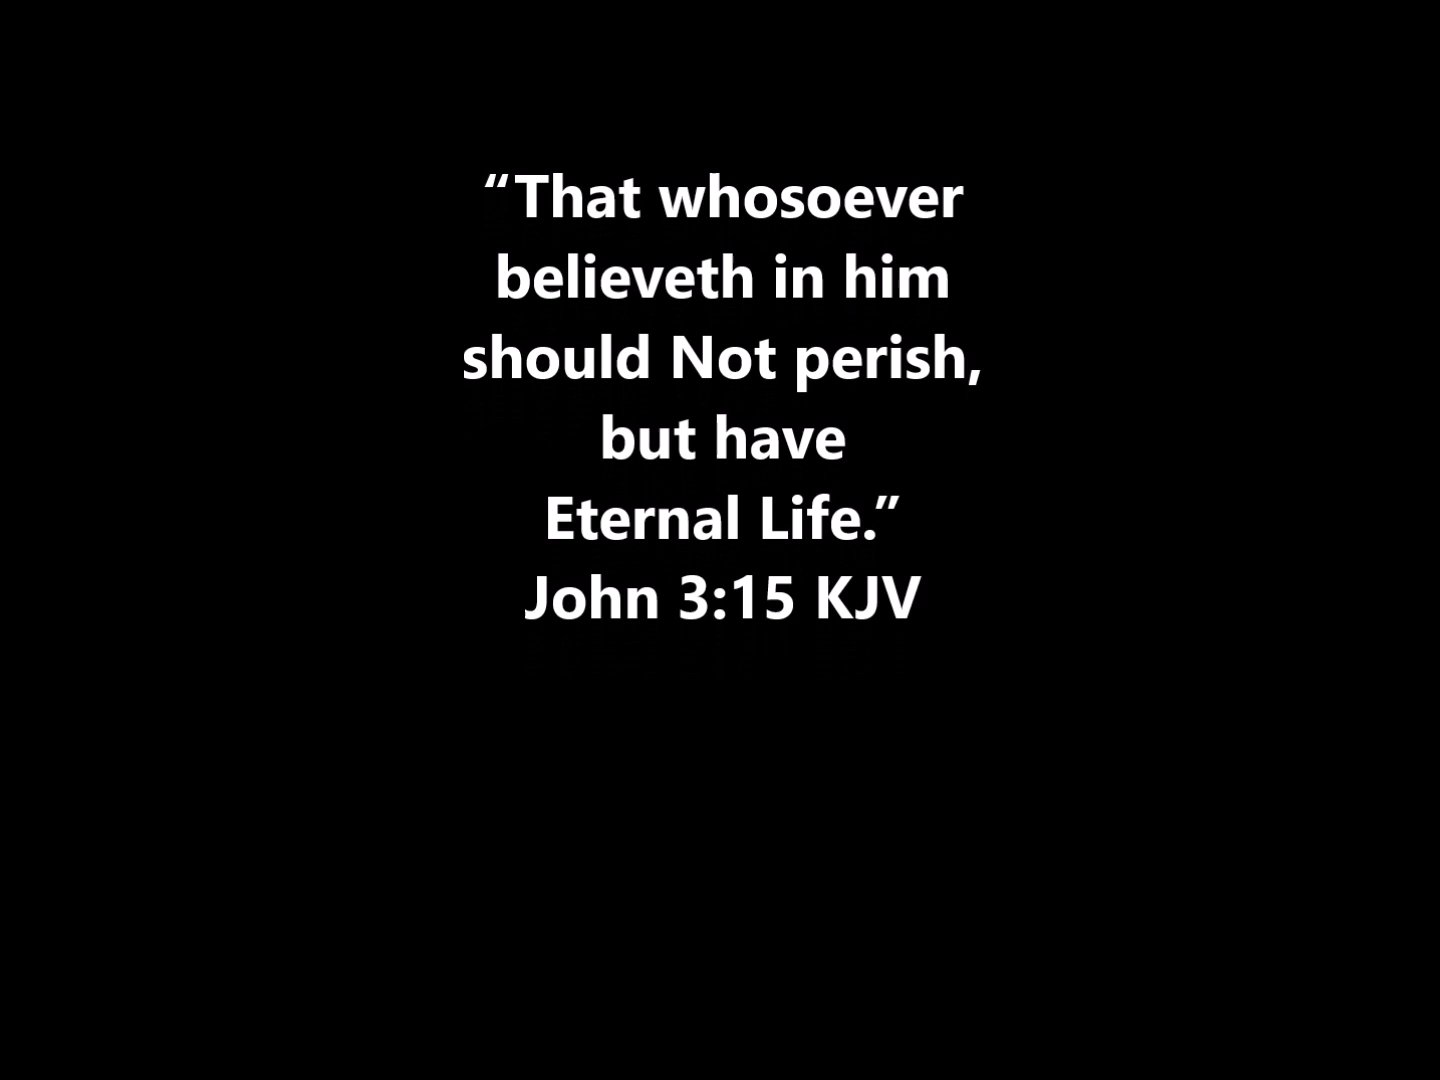 “That whosoever
believeth in him
should Not perish,
but have
Eternal Life.”
John 3:15 KJV